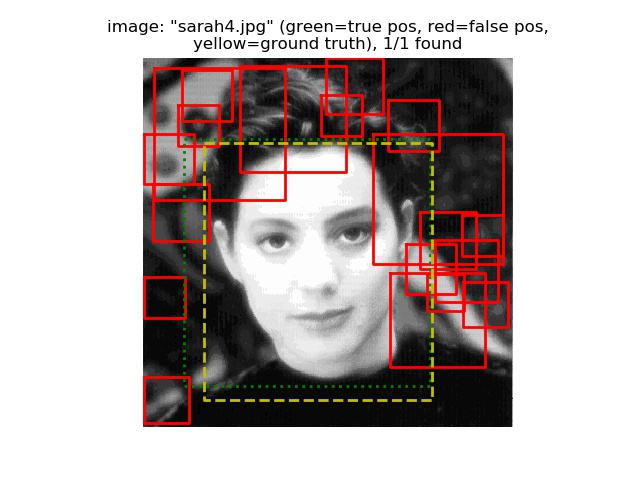 image: "sarah4.jpg" (green=true pos, red=false pos,
yellow=ground truth), 1/1 found